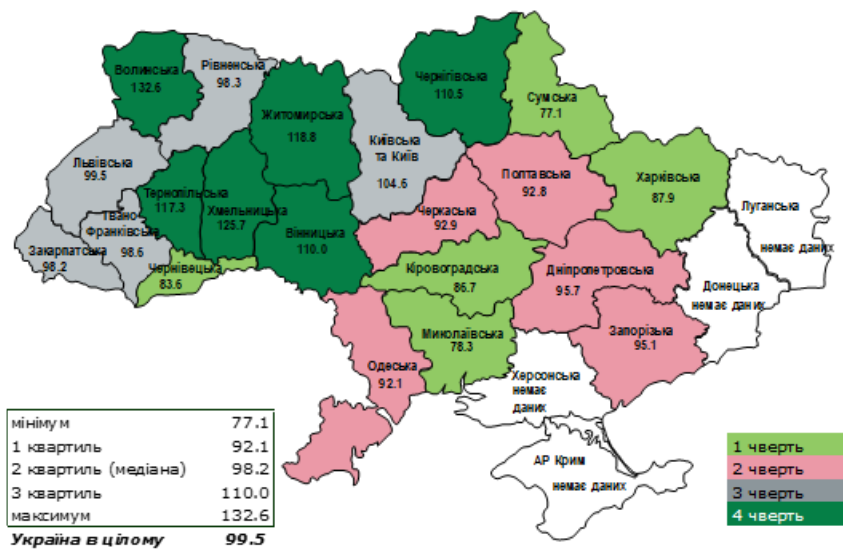 Волинська
132.6
Рівненська
98.3
Житомирська
118.8
Київська
та Київ
104.6
Чернігівська
110.5
Сумська
77.1
Львівська
99.5
Тернопільська
117.3
Хмельницька
125.7
Вінницька
110.0
Івано-
Франківська
98.6
Закарпатська
98.2
Чернівецька
83.6
Черкаська
92.9
Полтавська
92.8
Харківська
87.9
Луганська
немає даних
Кіровоградська
86.7
Дніпропетровська
95.7
Донецька
немає даних
Миколаївська
78.3
Запорізька
95.1
Одеська
92.1
Херсонська
немає
даних
АР Крим
немає даних
мінімум 77.1
1 квартиль 92.1
2 квартиль (медіана) 98.2
3 квартиль 110.0
максимум 132.6
Україна в цілому 99.5
1 чверть
2 чверть
3 чверть
4 чверть